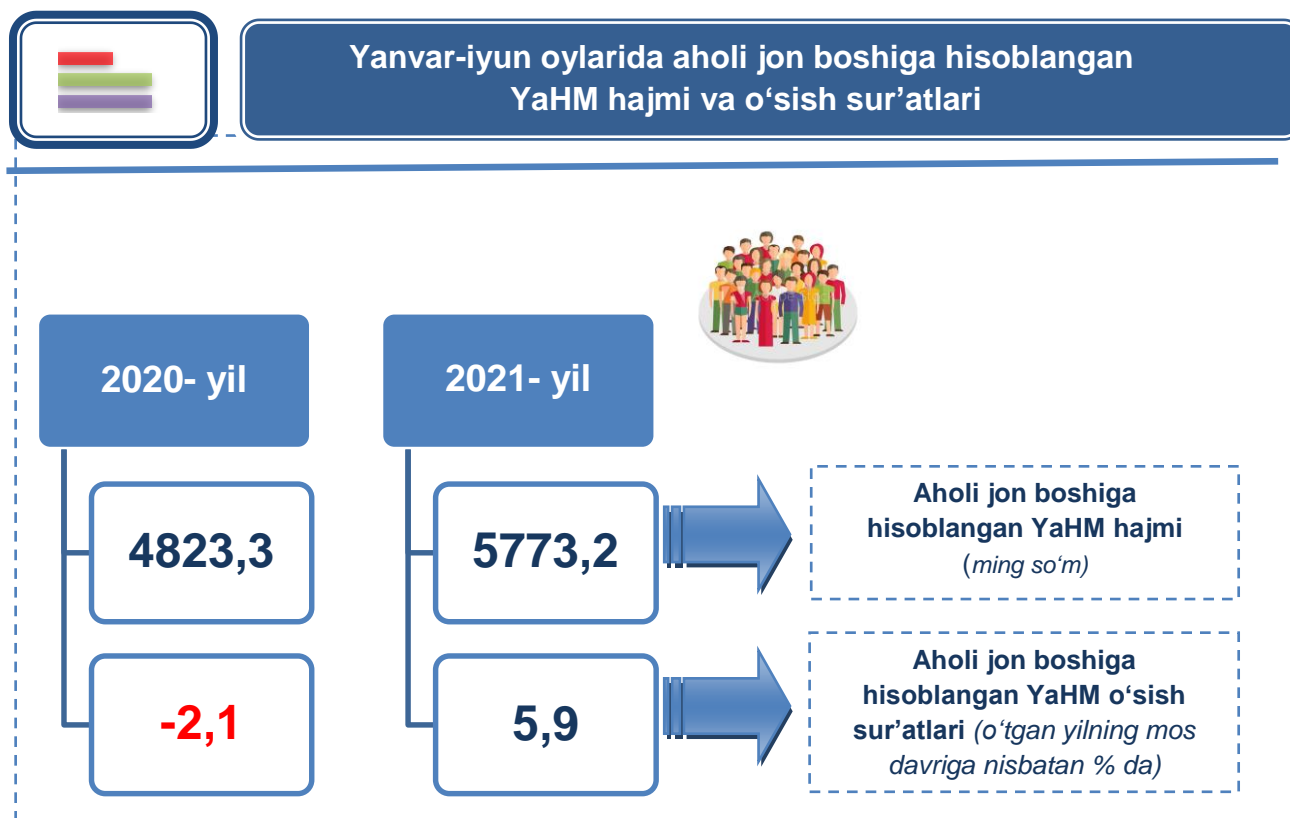 Yanvar-iyun oylarida aholi jon boshiga hisoblangan
YaHM hajmi va o‘sish sur’atlari
2020- yil
2021- yil
4823,3
5773,2
Aholi jon boshiga
hisoblangan YaHM hajmi
(ming so‘m)
-2,1
5,9
Aholi jon boshiga
hisoblangan YaHM o‘sish
sur’atlari (o‘tgan yilning mos
davriga nisbatan % da)